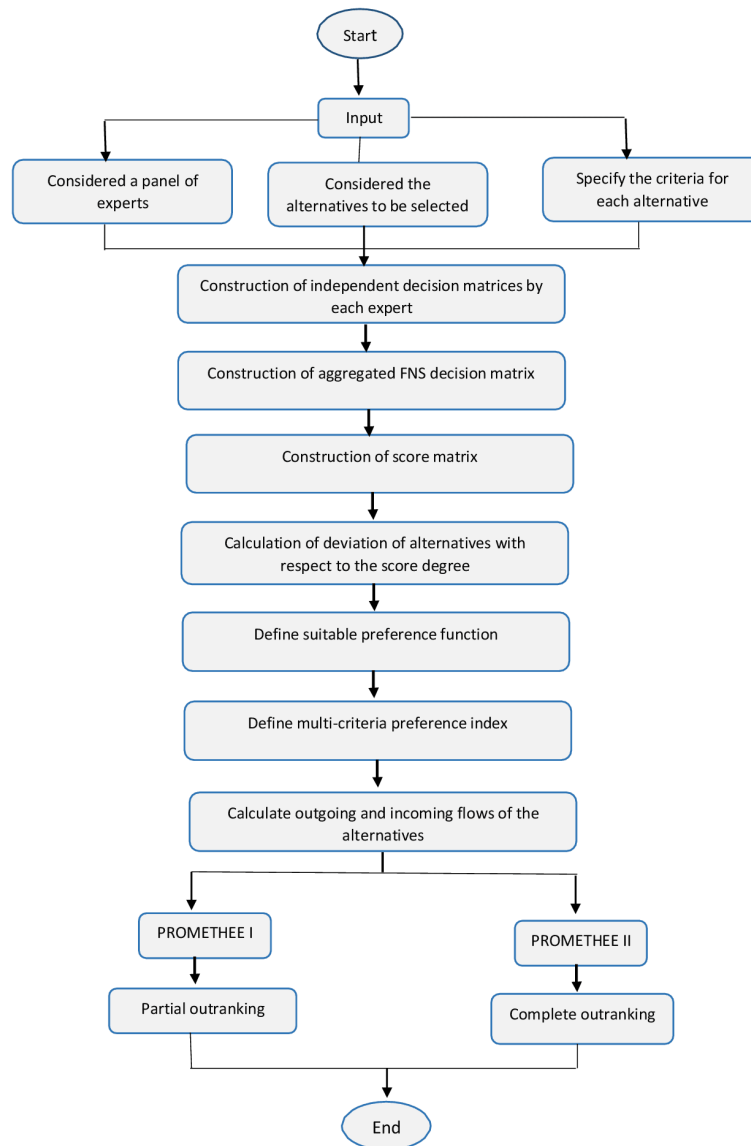 Start
Input
Considered a panel of
experts
Considered the
alternatives to be selected
Specify the criteria for
each alternative
Construction of independent decision matrices by
each expert
Construction of aggregated FNS decision matrix
Construction of score matrix
Calculation of deviation of alternatives with
respect to the score degree
Define suitable preference function
Define multi-criteria preference index
Calculate outgoing and incoming flows of the
alternatives
PROMETHEE I
PROMETHEE II
Partial outranking
Complete outranking
End